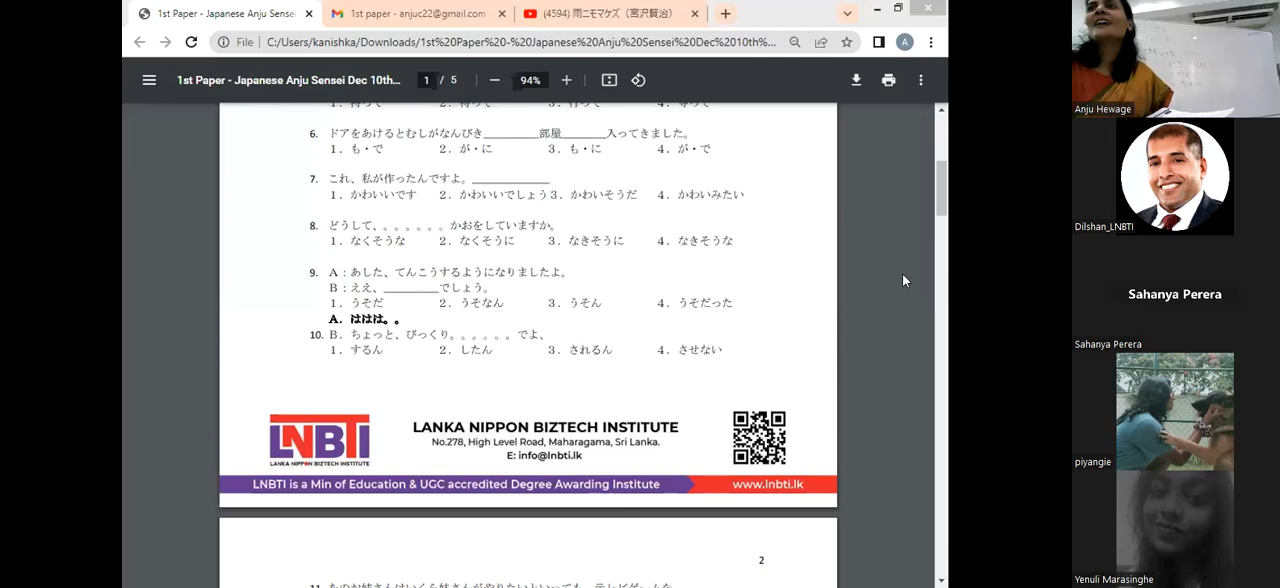 1st Paper - Japanese Anju Sensei
1st paper - anjuc22@gmail.com
(4594) 雨ニモマケズ（宮沢賢治）
File
C:/Users/kanishka/Downloads/1st%20Paper%20-%20Japanese%20Anju%20Sensei%20Dec%2010th%...
A
1st Paper - Japanese Anju Sensei Dec 10th...
1 / 5
94%
6. ドアをあけるとむしがなんびき________部屋_______入ってきました。
1．も・で 2．が・に 3．も・に 4．が・で
7. これ、私が作ったんですよ。____________
1．かわいいです 2．かわいいでしょう 3．かわいそうだ 4．かわいみたい
8. どうして、。。。。。。かおをしていますか。
1．なくそうな 2．なくそうに 3．なきそうに 4．なきそうな
9. A：あした、てんこうするようになりましたよ。
B：ええ、________でしょう。
1．うそだ 2．うそなん 3．うそん 4．うそだった
A．ははは。。
10. B．ちょっと、びっくり。。。。。。でよ、
1．するん 2．したん 3．されるん 4．させない
LNBTI
LANKA NIPPON BIZTECH INSTITUTE
LANKA NIPPON BIZTECH INSTITUTE
No.278, High Level Road, Maharagama, Sri Lanka.
E: info@lnbti.lk
LNBTI is a Min of Education & UGC accredited Degree Awarding Institute
www.lnbti.lk
2
Anju Hewage
Dilshan_LNBTI
Sahanya Perera
Sahanya Perera
piyangie
Yenuli Marasinghe